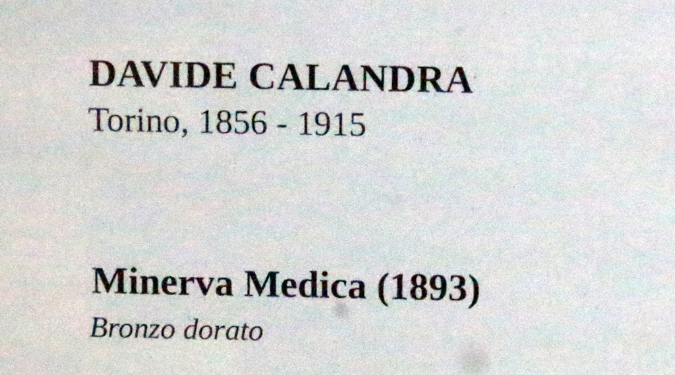 DAVIDE CALANDRA
Torino, 1856 - 1915
Minerva Medica (1893)
Bronzo dorato